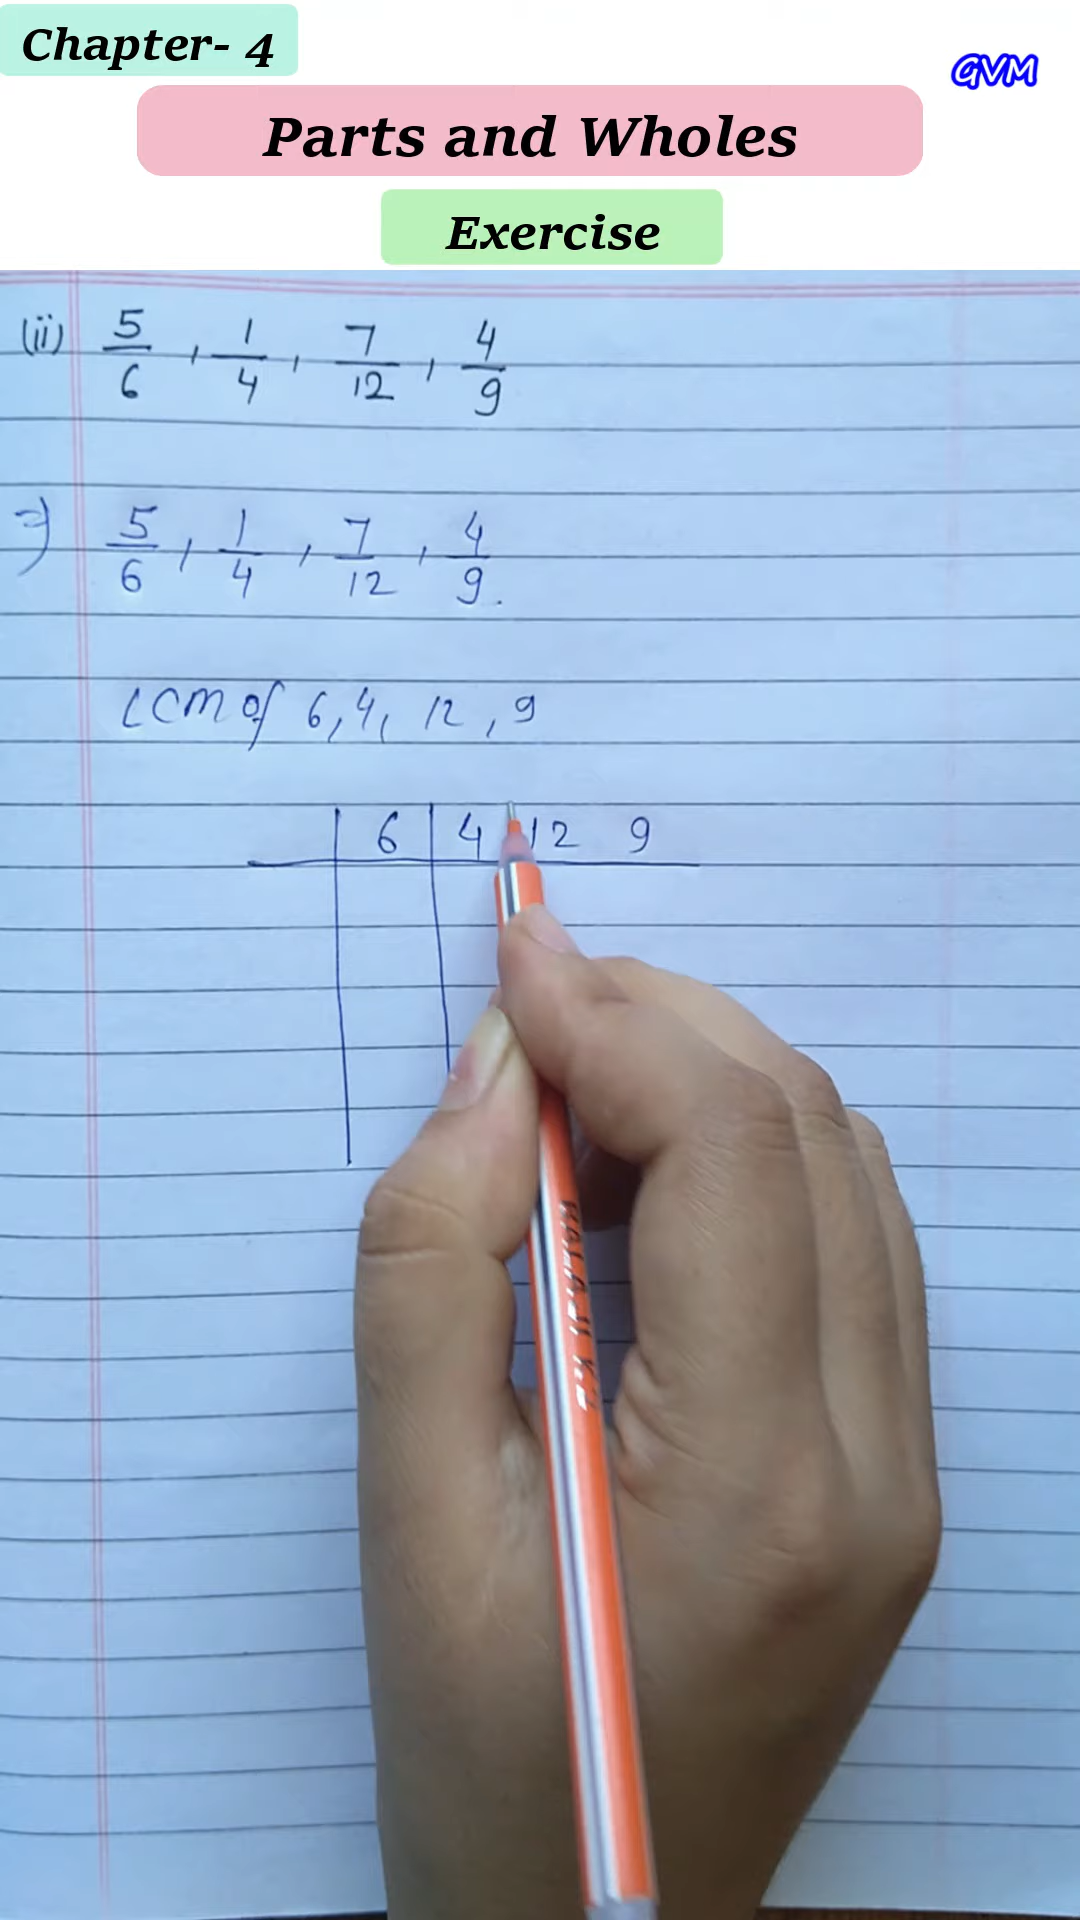 Chapter- 4
GVM
Parts and Wholes
Exercise
(ii) 5/6 , 1/4 , 7/12 , 4/9
=) 5/6 , 1/4 , 7/12 , 4/9.
LCM of 6, 4, 12, 9
6 4 12 9